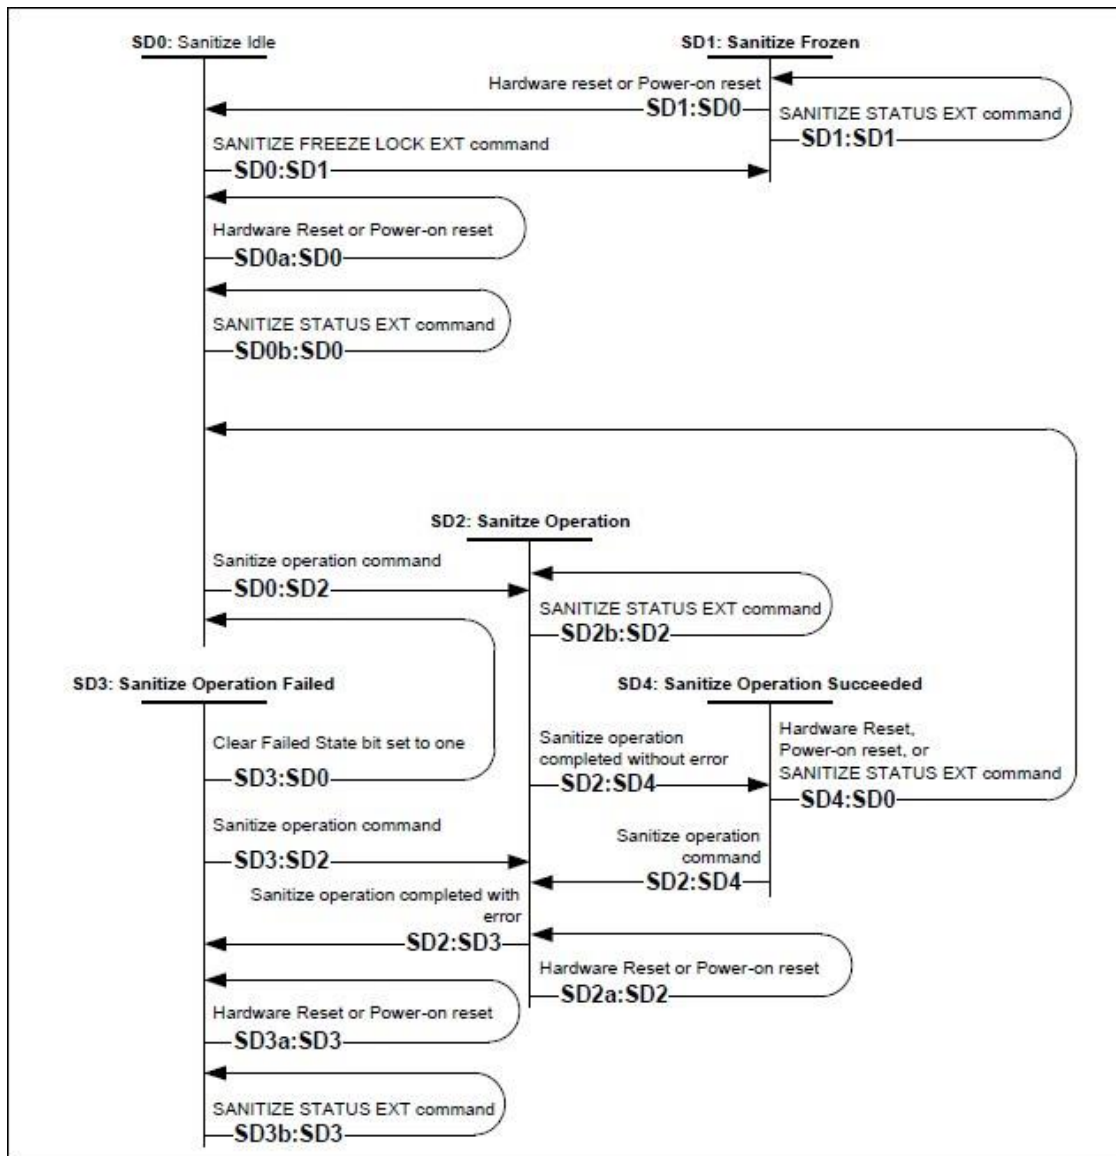 SD0: Sanitize Idle
SD1: Sanitize Frozen
Hardware reset or Power-on reset
SD1:SD0
SANITIZE STATUS EXT command
SD1:SD1
SANITIZE FREEZE LOCK EXT command
SD0:SD1
Hardware Reset or Power-on reset
SD0a:SD0
SANITIZE STATUS EXT command
SD0b:SD0
SD2: Sanitze Operation
Sanitize operation command
SD0:SD2
SANITIZE STATUS EXT command
SD2b:SD2
SD3: Sanitize Operation Failed
SD4: Sanitize Operation Succeeded
Clear Failed State bit set to one
SD3:SD0
Sanitize operation
completed without error
SD2:SD4
Hardware Reset,
Power-on reset, or
SANITIZE STATUS EXT command
SD4:SD0
Sanitize operation command
SD3:SD2
Sanitize operation
command
SD2:SD4
Sanitize operation completed with
error
SD2:SD3
Hardware Reset or Power-on reset
SD2a:SD2
Hardware Reset or Power-on reset
SD3a:SD3
SANITIZE STATUS EXT command
SD3b:SD3